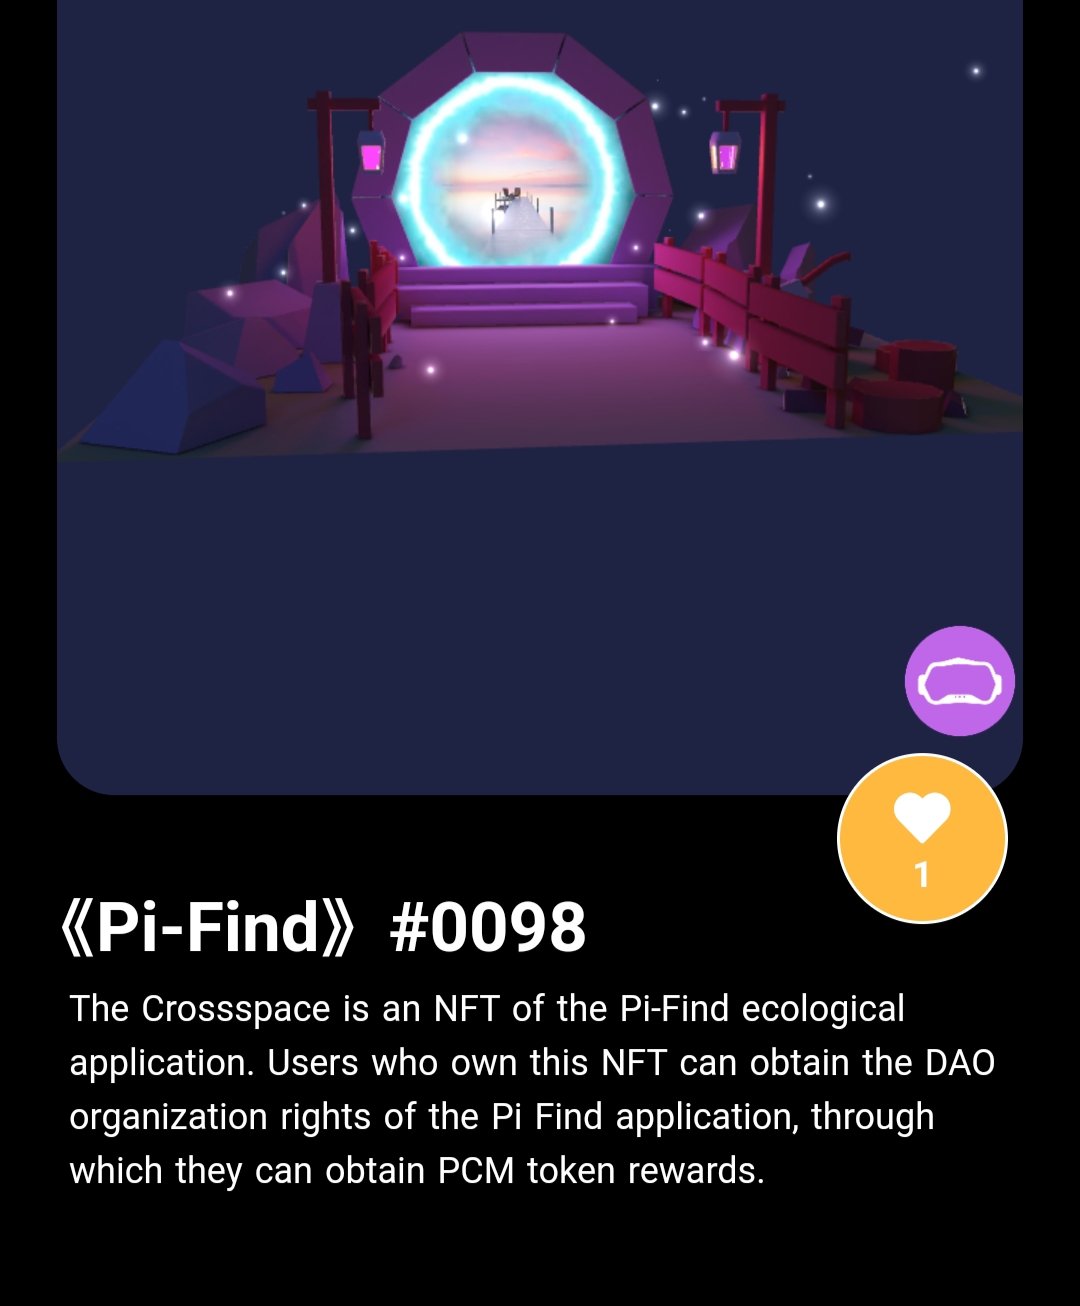 1
《Pi-Find》 #0098
The Crossspace is an NFT of the Pi-Find ecological
application. Users who own this NFT can obtain the DAO
organization rights of the Pi Find application, through
which they can obtain PCM token rewards.